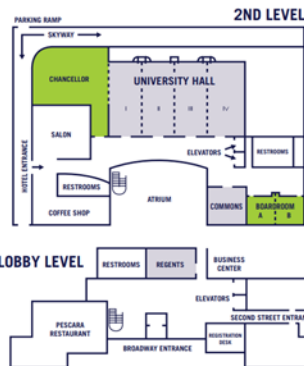 2ND LEVEL
PARKING RAMP
SKYWAY
CHANCELLOR
UNIVERSITY HALL
I II III IV
SALON
ELEVATORS
RESTROOMS
HOTEL ENTRANCE
RESTROOMS
ATRIUM
COMMONS
BOARDROOM
A B
COFFEE SHOP
LOBBY LEVEL
RESTROOMS
REGENTS
BUSINESS
CENTER
ELEVATORS
SECOND STREET ENTRAN
PESCARA
RESTAURANT
REGISTRATION
DESK
BROADWAY ENTRANCE